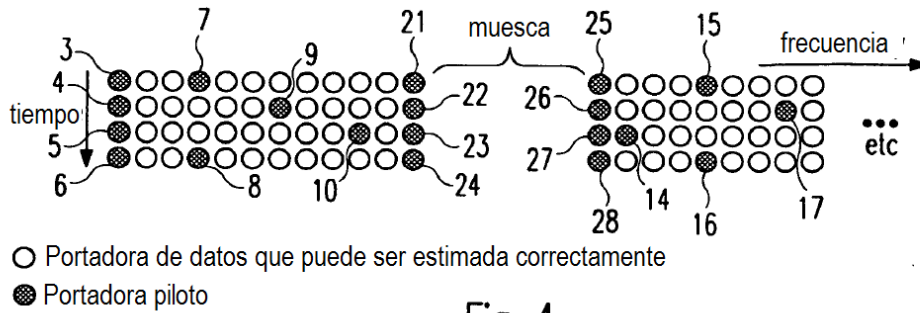 3 7 9 21 muesca 25 15 frecuencia
4 22 26
tiempo
5 23 27 etc
6 8 10 24 28 14 16 17
Portadora de datos que puede ser estimada correctamente
Portadora piloto